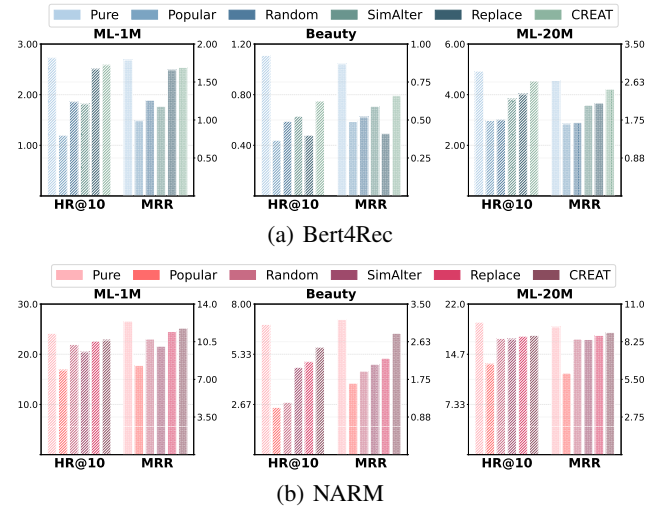 Pure Popular Random SimAlter Replace CREAT
ML-1M Beauty ML-20M
3.00 2.00 1.20 1.00 6.00 3.50
2.00 1.50 0.80 0.75 4.00 2.63
1.00 1.00 0.40 0.50 2.00 1.75
0.50 0.25 0.88
HR@10 MRR HR@10 MRR HR@10 MRR
(a) Bert4Rec
Pure Popular Random SimAlter Replace CREAT
ML-1M Beauty ML-20M
30.0 14.0 8.00 3.50 22.0 11.0
20.0 10.5 5.33 2.63 14.7 8.25
10.0 7.00 2.67 1.75 7.33 5.50
3.50 0.88 2.75
HR@10 MRR HR@10 MRR HR@10 MRR
(b) NARM